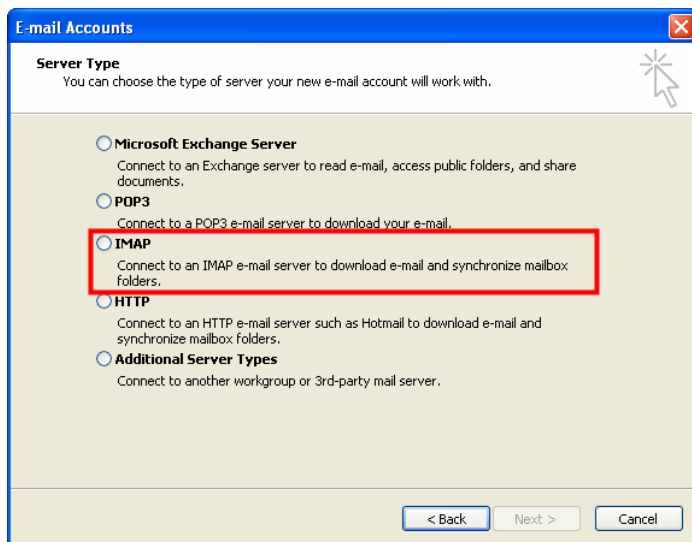 E-mail Accounts
Server Type
You can choose the type of server your new e-mail account will work with.
Microsoft Exchange Server
Connect to an Exchange server to read e-mail, access public folders, and share
documents.
POP3
Connect to a POP3 e-mail server to download your e-mail.
IMAP
Connect to an IMAP e-mail server to download e-mail and synchronize mailbox
folders.
HTTP
Connect to an HTTP e-mail server such as Hotmail to download e-mail and
synchronize mailbox folders.
Additional Server Types
Connect to another workgroup or 3rd-party mail server.
< Back Next > Cancel